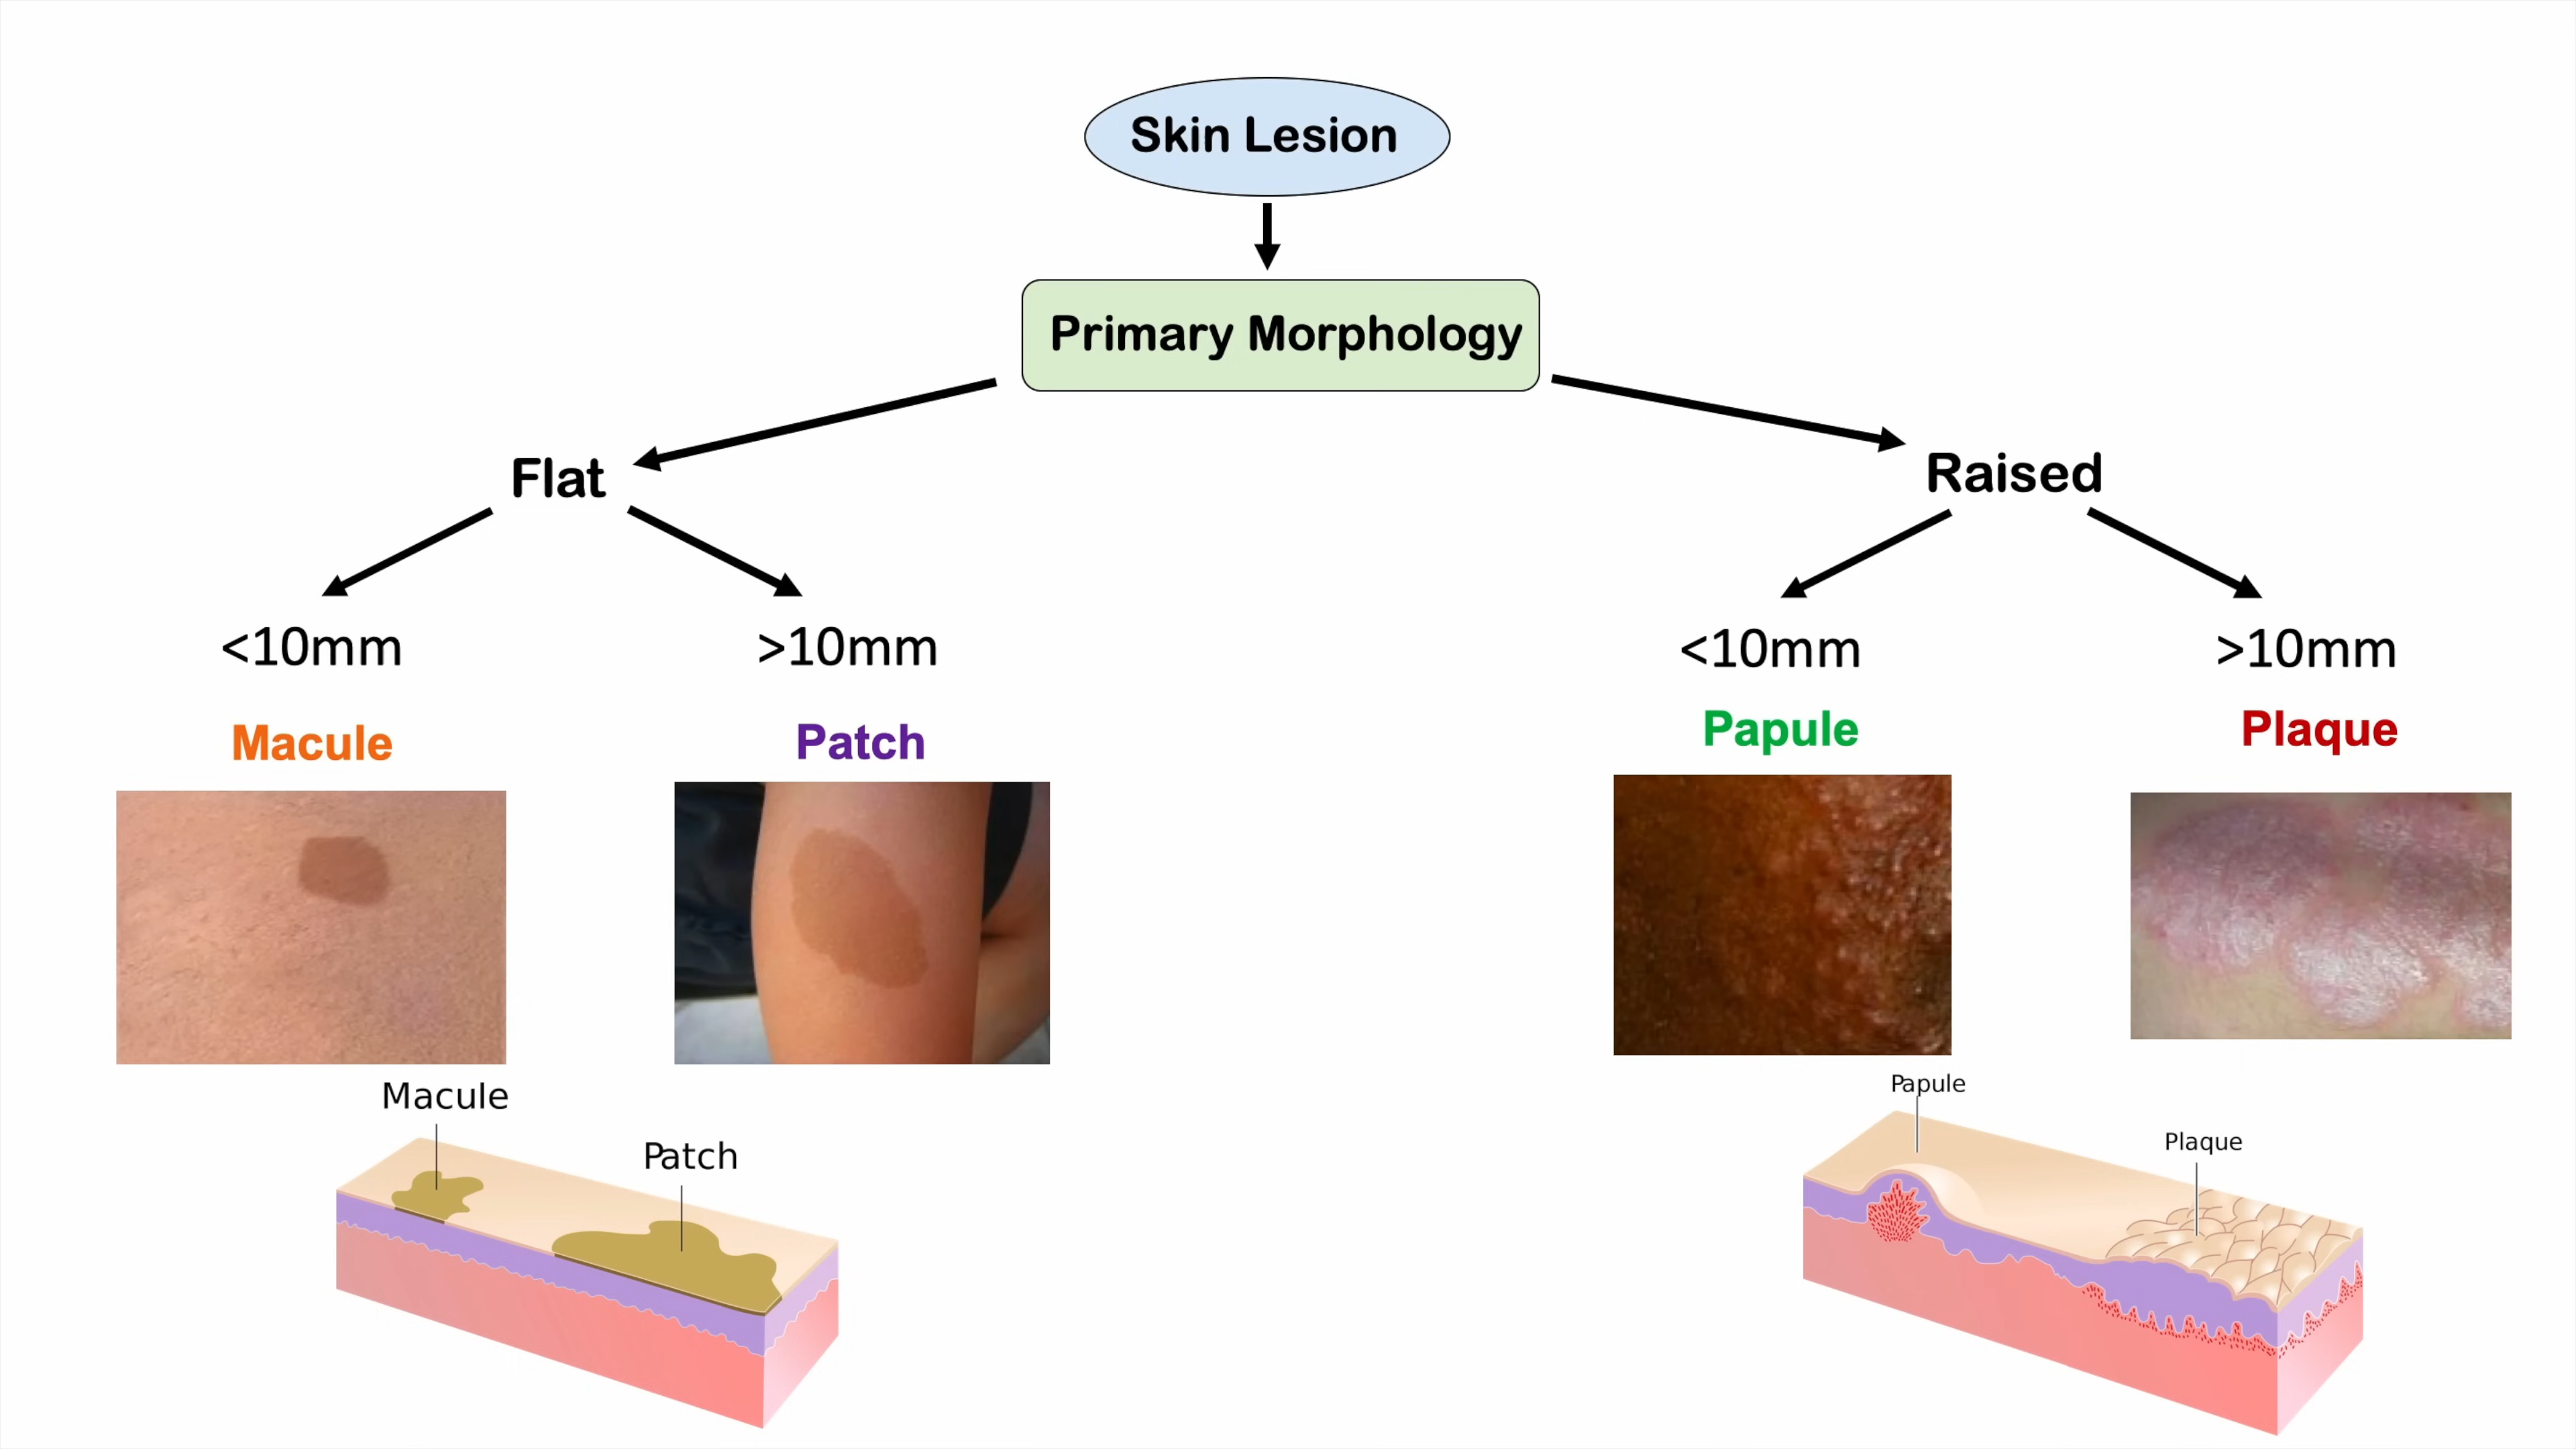 Skin Lesion
Primary Morphology
Flat
Raised
<10mm
>10mm
<10mm
>10mm
Macule
Patch
Papule
Plaque
Macule
Patch
Papule
Plaque